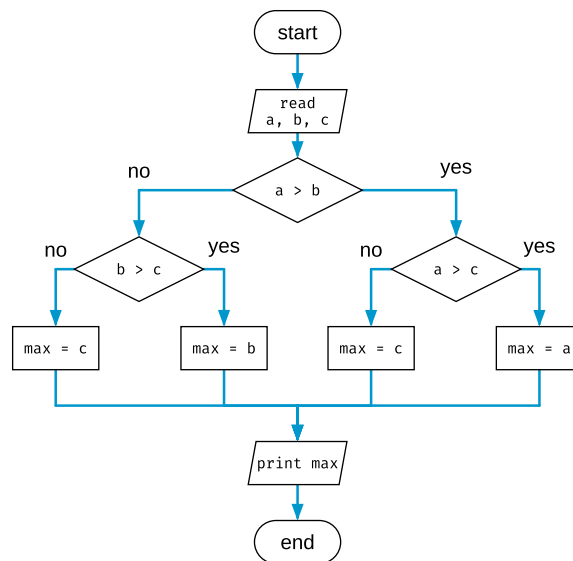 start
read
a, b, c
no
yes
a > b
no
yes
no
yes
b > c
a > c
max = c
max = b
max = c
max = a
print max
end